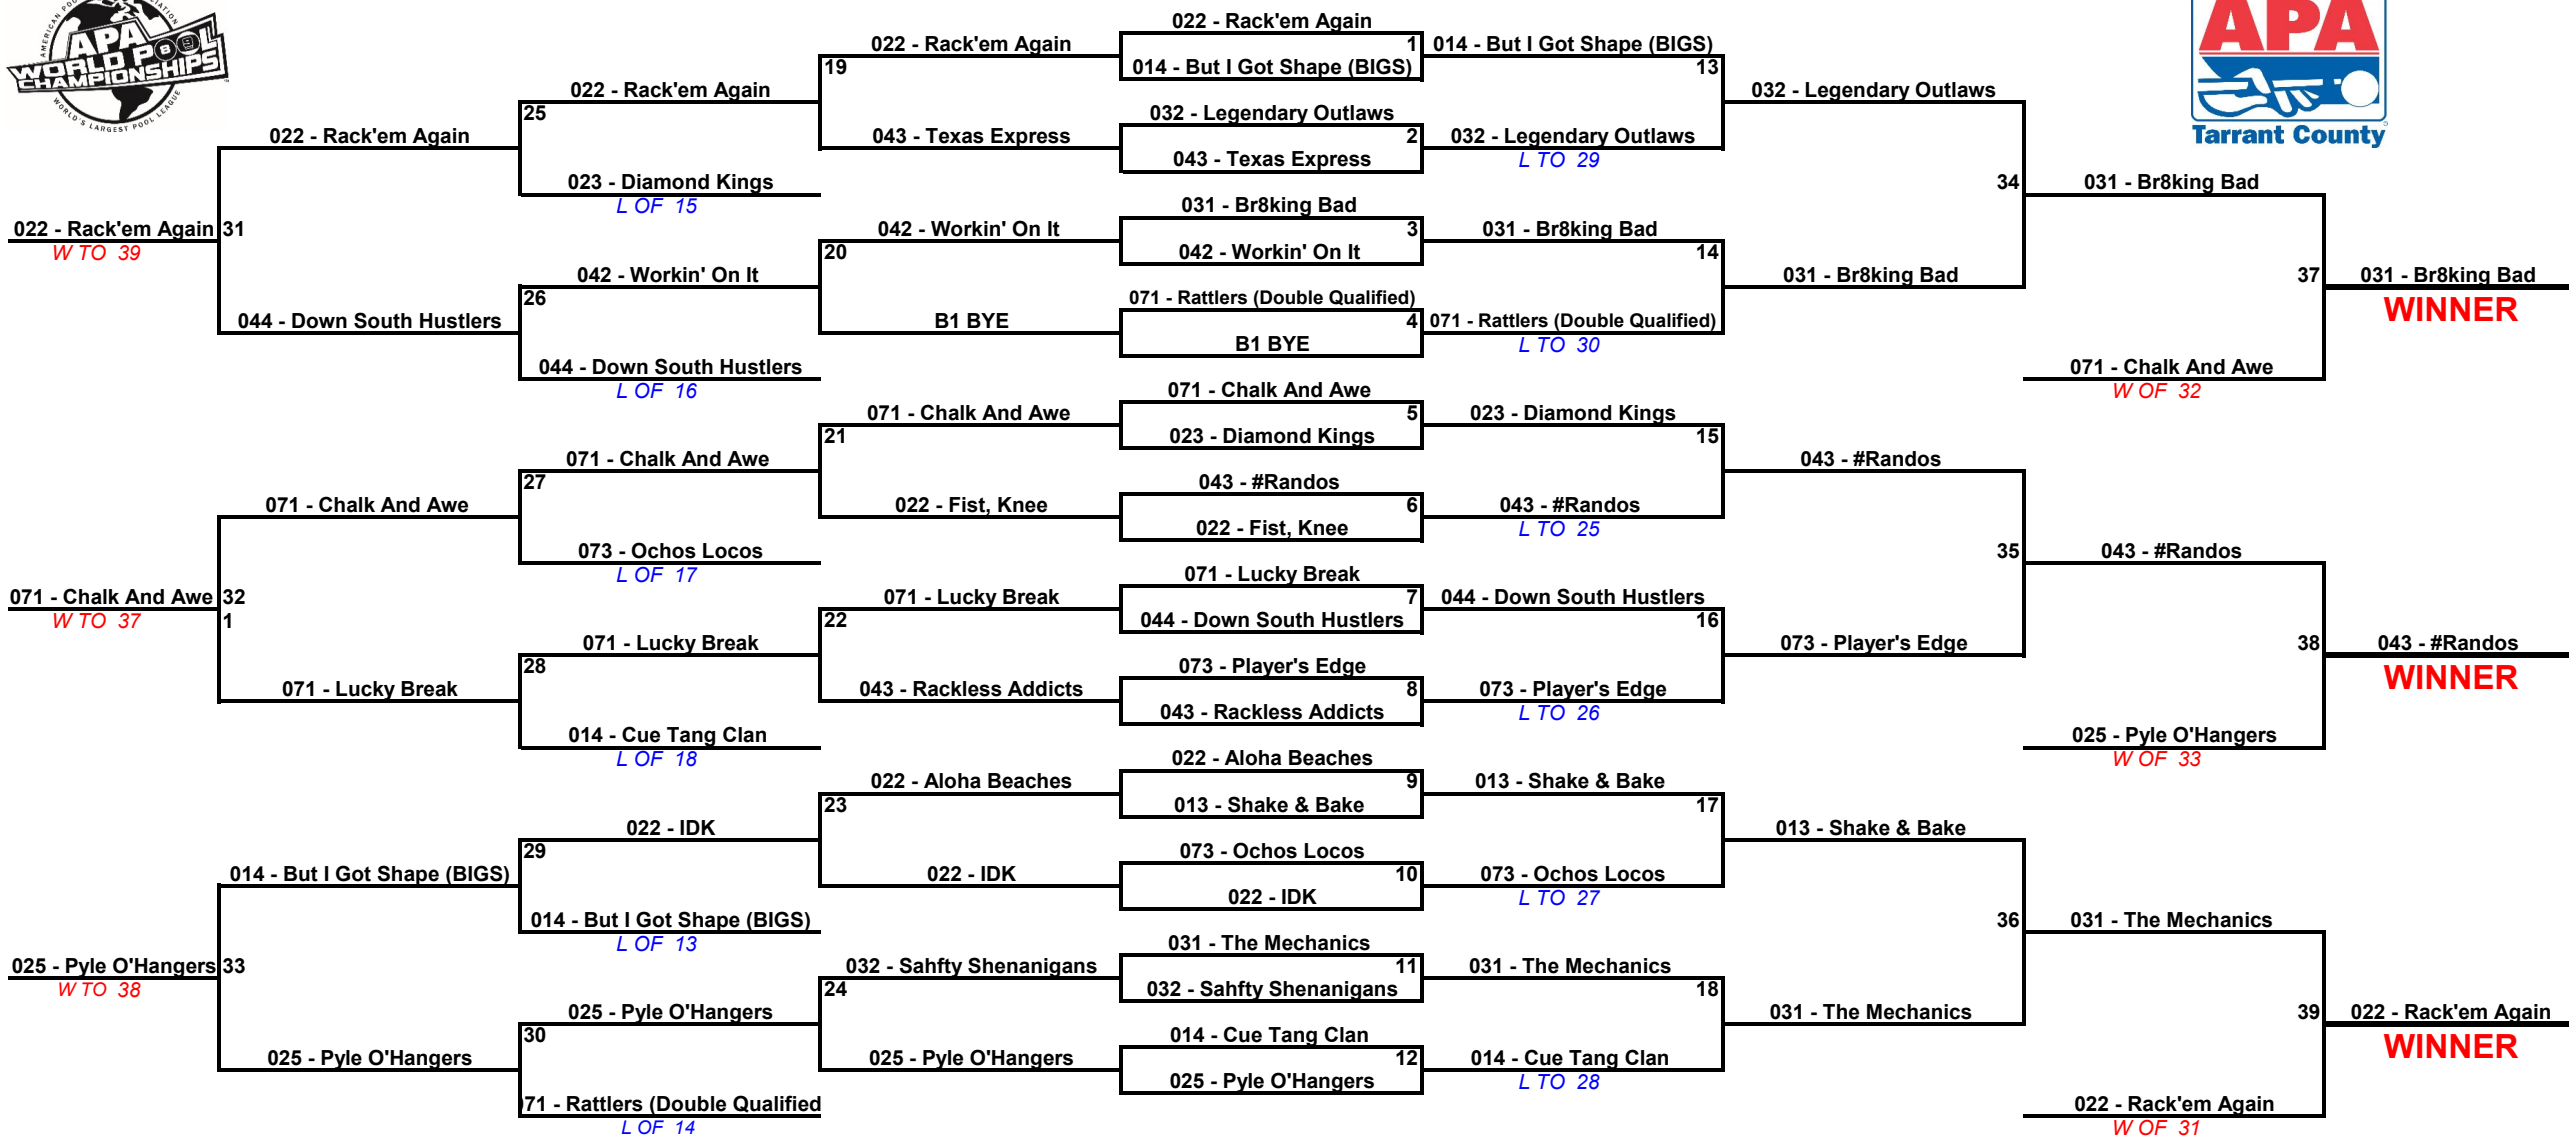 AMERICAN POO
CIATION
APA
WORLD POOL
CHAMPIONSHIPS
WORLD'S LARGEST POOL LEAGUE
APA
Tarrant County
022 - Rack'em Again
31
W TO 39
071 - Chalk And Awe
32
W TO 37
1
025 - Pyle O'Hangers
33
W TO 38
022 - Rack'em Again
25
044 - Down South Hustlers
26
071 - Chalk And Awe
27
071 - Lucky Break
28
014 - But I Got Shape (BIGS)
29
025 - Pyle O'Hangers
30
022 - Rack'em Again
19
023 - Diamond Kings
L OF 15
042 - Workin' On It
20
044 - Down South Hustlers
L OF 16
071 - Chalk And Awe
21
073 - Ochos Locos
L OF 17
071 - Lucky Break
22
014 - Cue Tang Clan
L OF 18
022 - IDK
23
014 - But I Got Shape (BIGS)
L OF 13
025 - Pyle O'Hangers
24
71 - Rattlers (Double Qualified
L OF 14
022 - Rack'em Again
043 - Texas Express
042 - Workin' On It
B1 BYE
071 - Chalk And Awe
022 - Fist, Knee
071 - Lucky Break
043 - Rackless Addicts
022 - Aloha Beaches
022 - IDK
032 - Sahfty Shenanigans
025 - Pyle O'Hangers
022 - Rack'em Again
1
014 - But I Got Shape (BIGS)
032 - Legendary Outlaws
2
043 - Texas Express
031 - Br8king Bad
3
042 - Workin' On It
071 - Rattlers (Double Qualified)
4
B1 BYE
071 - Chalk And Awe
5
023 - Diamond Kings
043 - #Randos
6
022 - Fist, Knee
071 - Lucky Break
7
044 - Down South Hustlers
073 - Player's Edge
8
043 - Rackless Addicts
022 - Aloha Beaches
9
013 - Shake & Bake
073 - Ochos Locos
10
022 - IDK
031 - The Mechanics
11
032 - Sahfty Shenanigans
014 - Cue Tang Clan
12
025 - Pyle O'Hangers
014 - But I Got Shape (BIGS)
13
032 - Legendary Outlaws
L TO 29
031 - Br8king Bad
14
071 - Rattlers (Double Qualified)
L TO 30
023 - Diamond Kings
15
043 - #Randos
L TO 25
044 - Down South Hustlers
16
073 - Player's Edge
L TO 26
013 - Shake & Bake
17
073 - Ochos Locos
L TO 27
031 - The Mechanics
18
014 - Cue Tang Clan
L TO 28
032 - Legendary Outlaws
34
031 - Br8king Bad
043 - #Randos
35
073 - Player's Edge
013 - Shake & Bake
36
031 - The Mechanics
031 - Br8king Bad
37
071 - Chalk And Awe
W OF 32
043 - #Randos
38
025 - Pyle O'Hangers
W OF 33
031 - The Mechanics
39
022 - Rack'em Again
W OF 31
031 - Br8king Bad
WINNER
043 - #Randos
WINNER
022 - Rack'em Again
WINNER